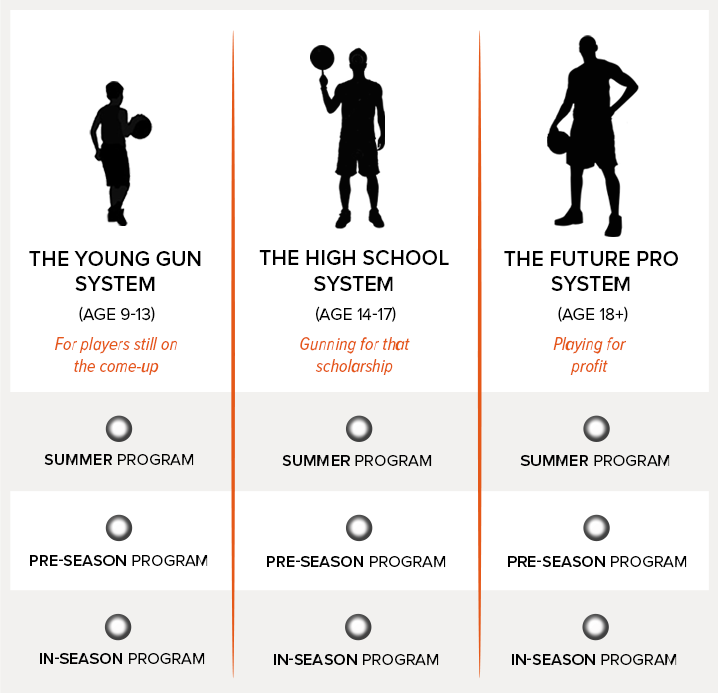 THE YOUNG GUN
SYSTEM
(AGE 9-13)
For players still on
the come-up
SUMMER PROGRAM
PRE-SEASON PROGRAM
IN-SEASON PROGRAM
THE HIGH SCHOOL
SYSTEM
(AGE 14-17)
Gunning for that
scholarship
SUMMER PROGRAM
PRE-SEASON PROGRAM
IN-SEASON PROGRAM
THE FUTURE PRO
SYSTEM
(AGE 18+)
Playing for
profit
SUMMER PROGRAM
PRE-SEASON PROGRAM
IN-SEASON PROGRAM